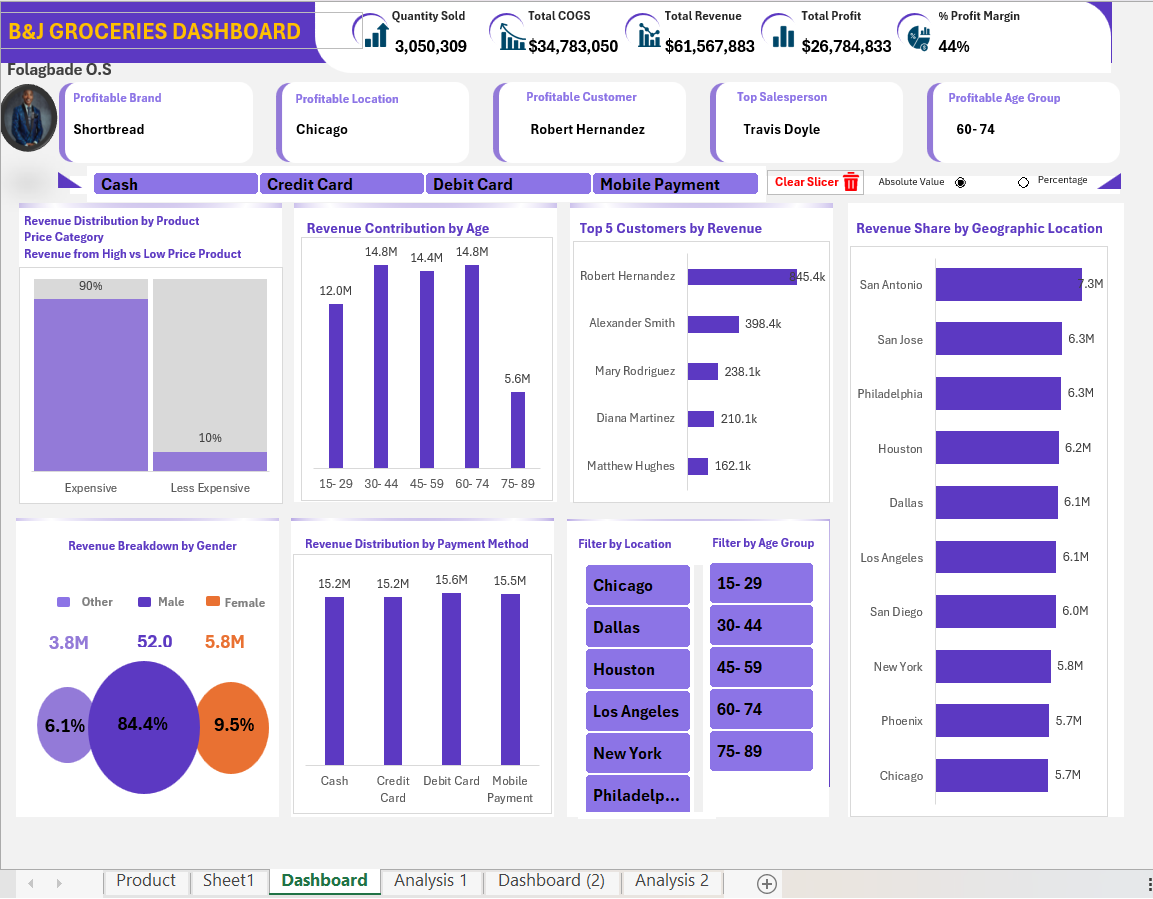 B&J GROCERIES DASHBOARD
Quantity Sold
3,050,309
Total COGS
$34,783,050
Total Revenue
$61,567,883
Total Profit
$26,784,833
% Profit Margin
44%
Folagbade O.S
Profitable Brand
Shortbread
Profitable Location
Chicago
Profitable Customer
Robert Hernandez
Top Salesperson
Travis Doyle
Profitable Age Group
60- 74
Cash
Credit Card
Debit Card
Mobile Payment
Clear Slicer
Absolute Value
Percentage
Revenue Distribution by Product
Price Category
Revenue from High vs Low Price Product
90%
10%
Expensive
Less Expensive
Revenue Contribution by Age
12.0M
14.8M
14.4M
14.8M
5.6M
15- 29
30- 44
45- 59
60- 74
75- 89
Top 5 Customers by Revenue
Robert Hernandez
845.4k
Alexander Smith
398.4k
Mary Rodriguez
238.1k
Diana Martinez
210.1k
Matthew Hughes
162.1k
Revenue Share by Geographic Location
San Antonio
7.3M
San Jose
6.3M
Philadelphia
6.3M
Houston
6.2M
Dallas
6.1M
Los Angeles
6.1M
San Diego
6.0M
New York
5.8M
Phoenix
5.7M
Chicago
5.7M
Revenue Breakdown by Gender
Other
Male
Female
3.8M
52.0
5.8M
6.1%
84.4%
9.5%
Revenue Distribution by Payment Method
15.2M
15.2M
15.6M
15.5M
Cash
Credit
Card
Debit Card
Mobile
Payment
Filter by Location
Chicago
Dallas
Houston
Los Angeles
New York
Philadelp...
Filter by Age Group
15- 29
30- 44
45- 59
60- 74
75- 89
Product
Sheet1
Dashboard
Analysis 1
Dashboard (2)
Analysis 2